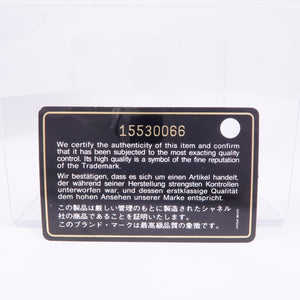 15530066
We certify the authenticity of this item and confirm
that it has been subjected to the most exacting quality
control. Its high quality is a symbol of the fine reputation
of the Trademark.
Wir bestätigen, dass es sich um einen Artikel handelt,
der während seiner Herstellung strengsten Kontrollen
unterworfen war, und dessen erstklassige Qualität
dem hohen Ansehen unserer Marke entspricht.
この製品は厳しい管理のもとに製造されたシャネル
社の商品であることを証明いたします。
このブランド・マークは最高級品質の象徴です。